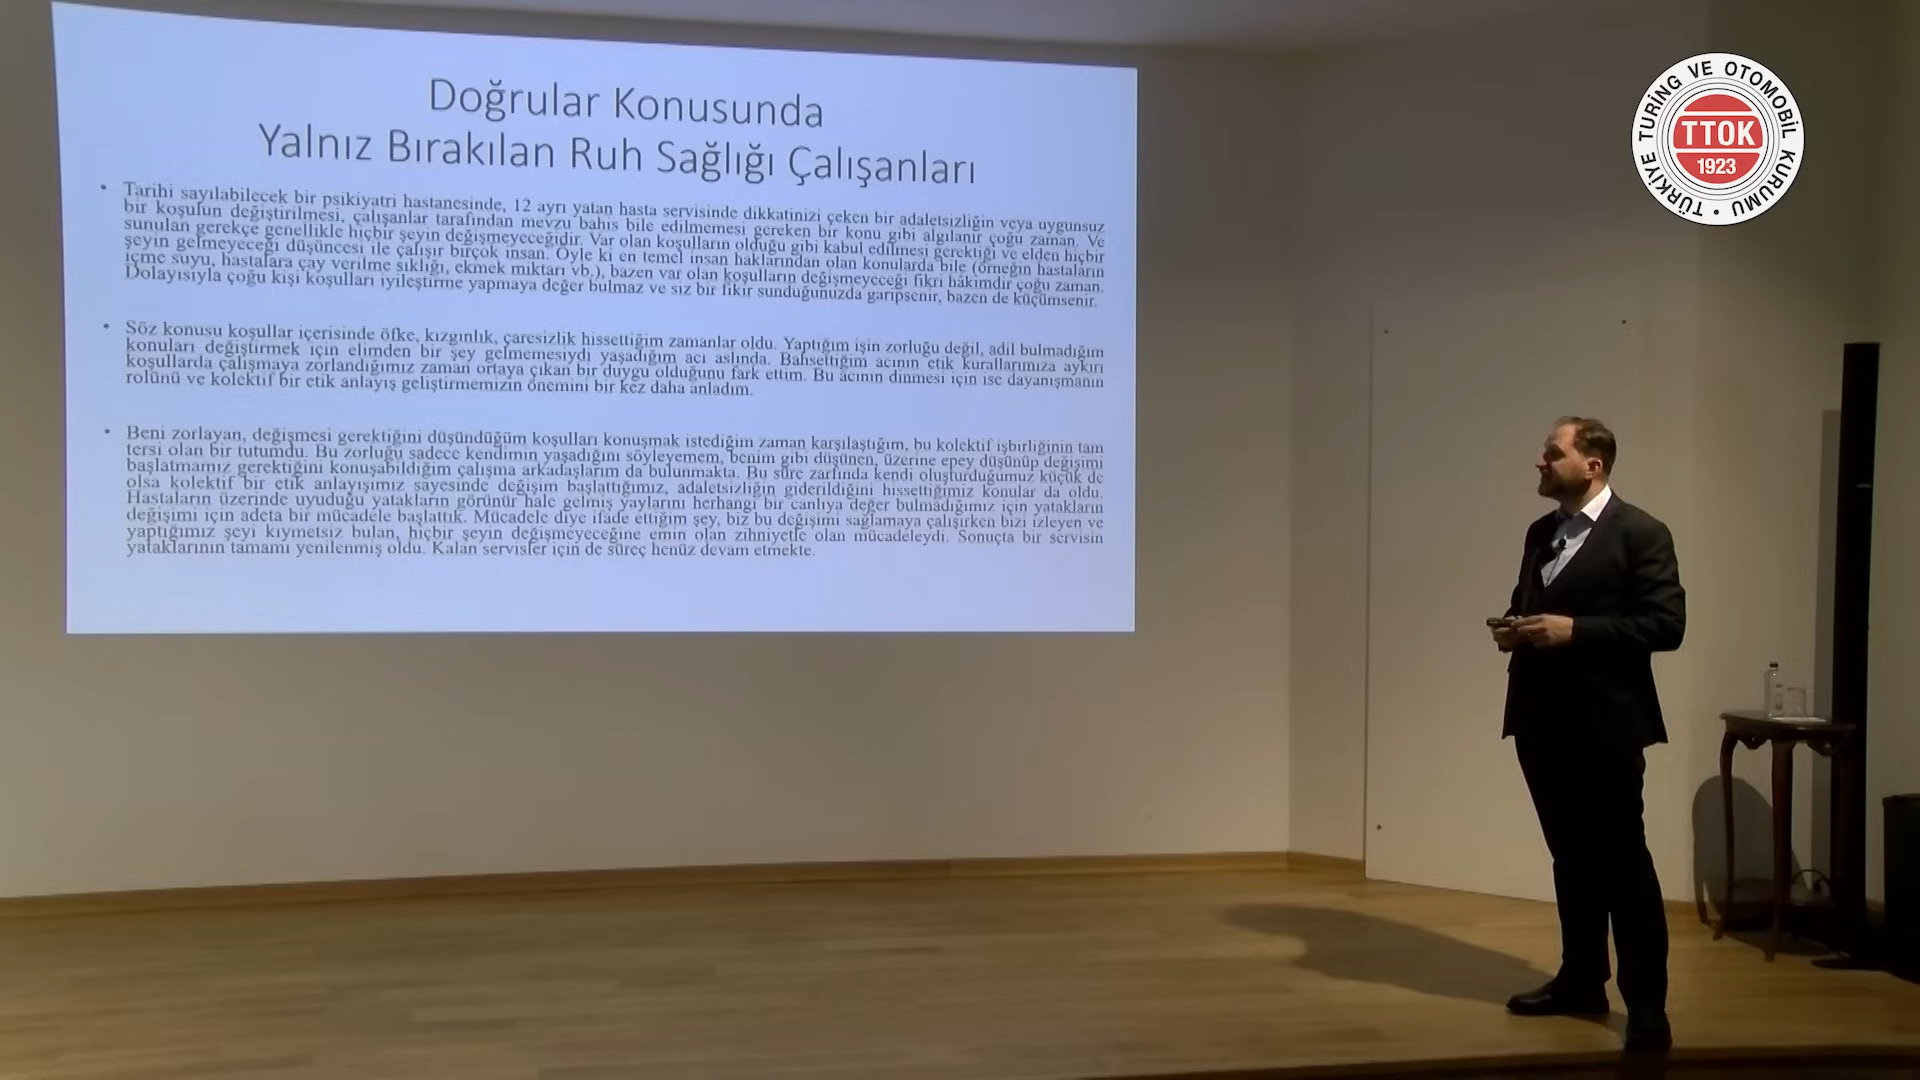 Doğrular Konusunda
Yalnız Bırakılan Ruh Sağlığı Çalışanları
• Tarihi sayılabilecek bir psikiyatri hastanesinde, 12 ayrı yatan hasta servisinde dikkatinizi çeken bir adaletsizliğin veya uygunsuz
bir koşulun değiştirilmesi, çalışanlar tarafından mevzu bahis bile edilmemesi gereken bir konu gibi algılanır çoğu zaman. Ve
sunulan gerekçe genellikle hiçbir şeyin değişmeyeceğidir. Var olan koşulların olduğu gibi kabul edilmesi gerektiği ve elden hiçbir
şeyin gelmeyeceği düşüncesi ile çalışır birçok insan. Öyle ki en temel insan haklarından olan konularda bile (örneğin hastaların
içme suyu, hastalara çay verilme sıklığı, ekmek miktarı vb.), bazen var olan koşulların değişmeyeceği fikri hâkimdir çoğu zaman.
Dolayısıyla çoğu kişi koşulları iyileştirme yapmaya değer bulmaz ve siz bir fikir sunduğunuzda garipsenir, bazen de küçümsenir.
• Söz konusu koşullar içerisinde öfke, kızgınlık, çaresizlik hissettiğim zamanlar oldu. Yaptığım işin zorluğu değil, adil bulmadığım
konuları değiştirmek için elimden bir şey gelmemesiydi yaşadığım acı aslında. Bahsettiğim acının etik kurallarımıza aykırı
koşullarda çalışmaya zorlandığımız zaman ortaya çıkan bir duygu olduğunu fark ettim. Bu acının dinmesi için ise dayanışmanın
rolünü ve kolektif bir etik anlayış geliştirmemizin önemini bir kez daha anladım.
• Beni zorlayan, değişmesi gerektiğini düşündüğüm koşulları konuşmak istediğim zaman karşılaştığım, bu kolektif işbirliğinin tam
tersi olan bir tutumdu. Bu zorluğu sadece kendimin yaşadığını söyleyemem, benim gibi düşünen, üzerine epey düşünüp değişimi
başlatmamız gerektiğini konuşabildiğim çalışma arkadaşlarım da bulunmakta. Bu süre zarfında kendi oluşturduğumuz küçük de
olsa kolektif bir etik anlayışımız sayesinde değişim başlattığımız, adaletsizliğin giderildiğini hissettiğimiz konular da oldu.
Hastaların üzerinde uyuduğu yatakların görünür hale gelmiş yaylarını herhangi bir canlıya değer bulmadığımız için yatakların
değişimi için adeta bir mücadele başlattık. Mücadele diye ifade ettiğim şey, biz bu değişimi sağlamaya çalışırken bizi izleyen ve
yaptığımız şeyi kıymetsiz bulan, hiçbir şeyin değişmeyeceğine emin olan zihniyetle olan mücadeleydi. Sonuçta bir servisin
yataklarının tamamı yenilenmiş oldu. Kalan servisler için de süreç henüz devam etmekte.
TÜRKİYE TURİNG VE OTOMOBİL KURUMU •
TTOK
1923